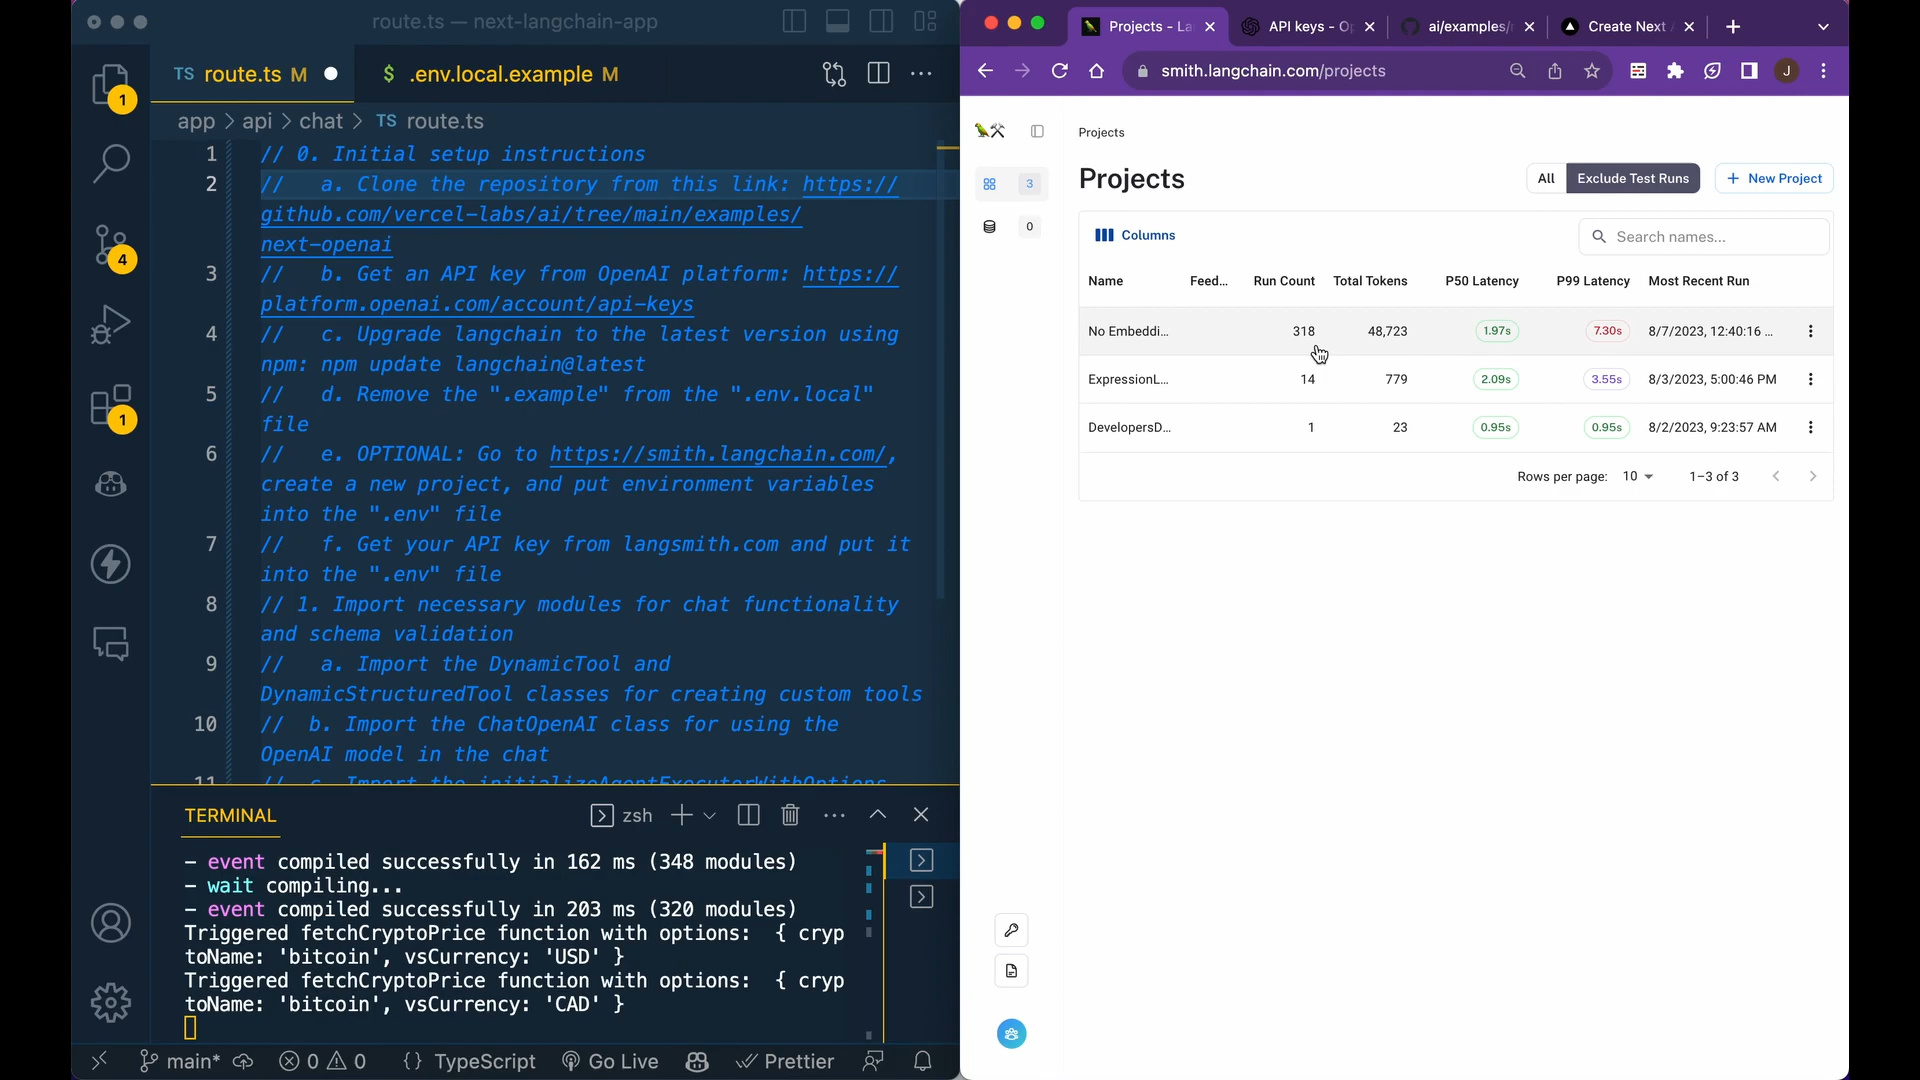 route.ts — next-langchain-app
TS route.ts M
$ .env.local.example M
app > api > chat > TS route.ts
1 // 0. Initial setup instructions
2 // a. Clone the repository from this link: https://
github.com/vercel-labs/ai/tree/main/examples/
next-openai
3 // b. Get an API key from OpenAI platform: https://
platform.openai.com/account/api-keys
4 // c. Upgrade langchain to the latest version using
npm: npm update langchain@latest
5 // d. Remove the ".example" from the ".env.local"
file
6 // e. OPTIONAL: Go to https://smith.langchain.com/,
create a new project, and put environment variables
into the ".env" file
7 // f. Get your API key from langsmith.com and put it
into the ".env" file
8 // 1. Import necessary modules for chat functionality
and schema validation
9 // a. Import the DynamicTool and
DynamicStructuredTool classes for creating custom tools
10 // b. Import the ChatOpenAI class for using the
OpenAI model in the chat
11 // c. Import the initializeAgentExecutorWithOptions
1
4
1
TERMINAL
zsh
- event compiled successfully in 162 ms (348 modules)
- wait compiling...
- event compiled successfully in 203 ms (320 modules)
Triggered fetchCryptoPrice function with options: { cryp
toName: 'bitcoin', vsCurrency: 'USD' }
Triggered fetchCryptoPrice function with options: { cryp
toName: 'bitcoin', vsCurrency: 'CAD' }
main* 0 0 {} TypeScript Go Live Prettier
Projects - La
API keys - Op
ai/examples/
Create Next A
smith.langchain.com/projects
J
Projects
3
0
Projects
All Exclude Test Runs + New Project
Columns
Search names...
Name Feed... Run Count Total Tokens P50 Latency P99 Latency Most Recent Run
No Embeddi... 318 48,723 1.97s 7.30s 8/7/2023, 12:40:16 ...
ExpressionL... 14 779 2.09s 3.55s 8/3/2023, 5:00:46 PM
DevelopersD... 1 23 0.95s 0.95s 8/2/2023, 9:23:57 AM
Rows per page: 10 1–3 of 3